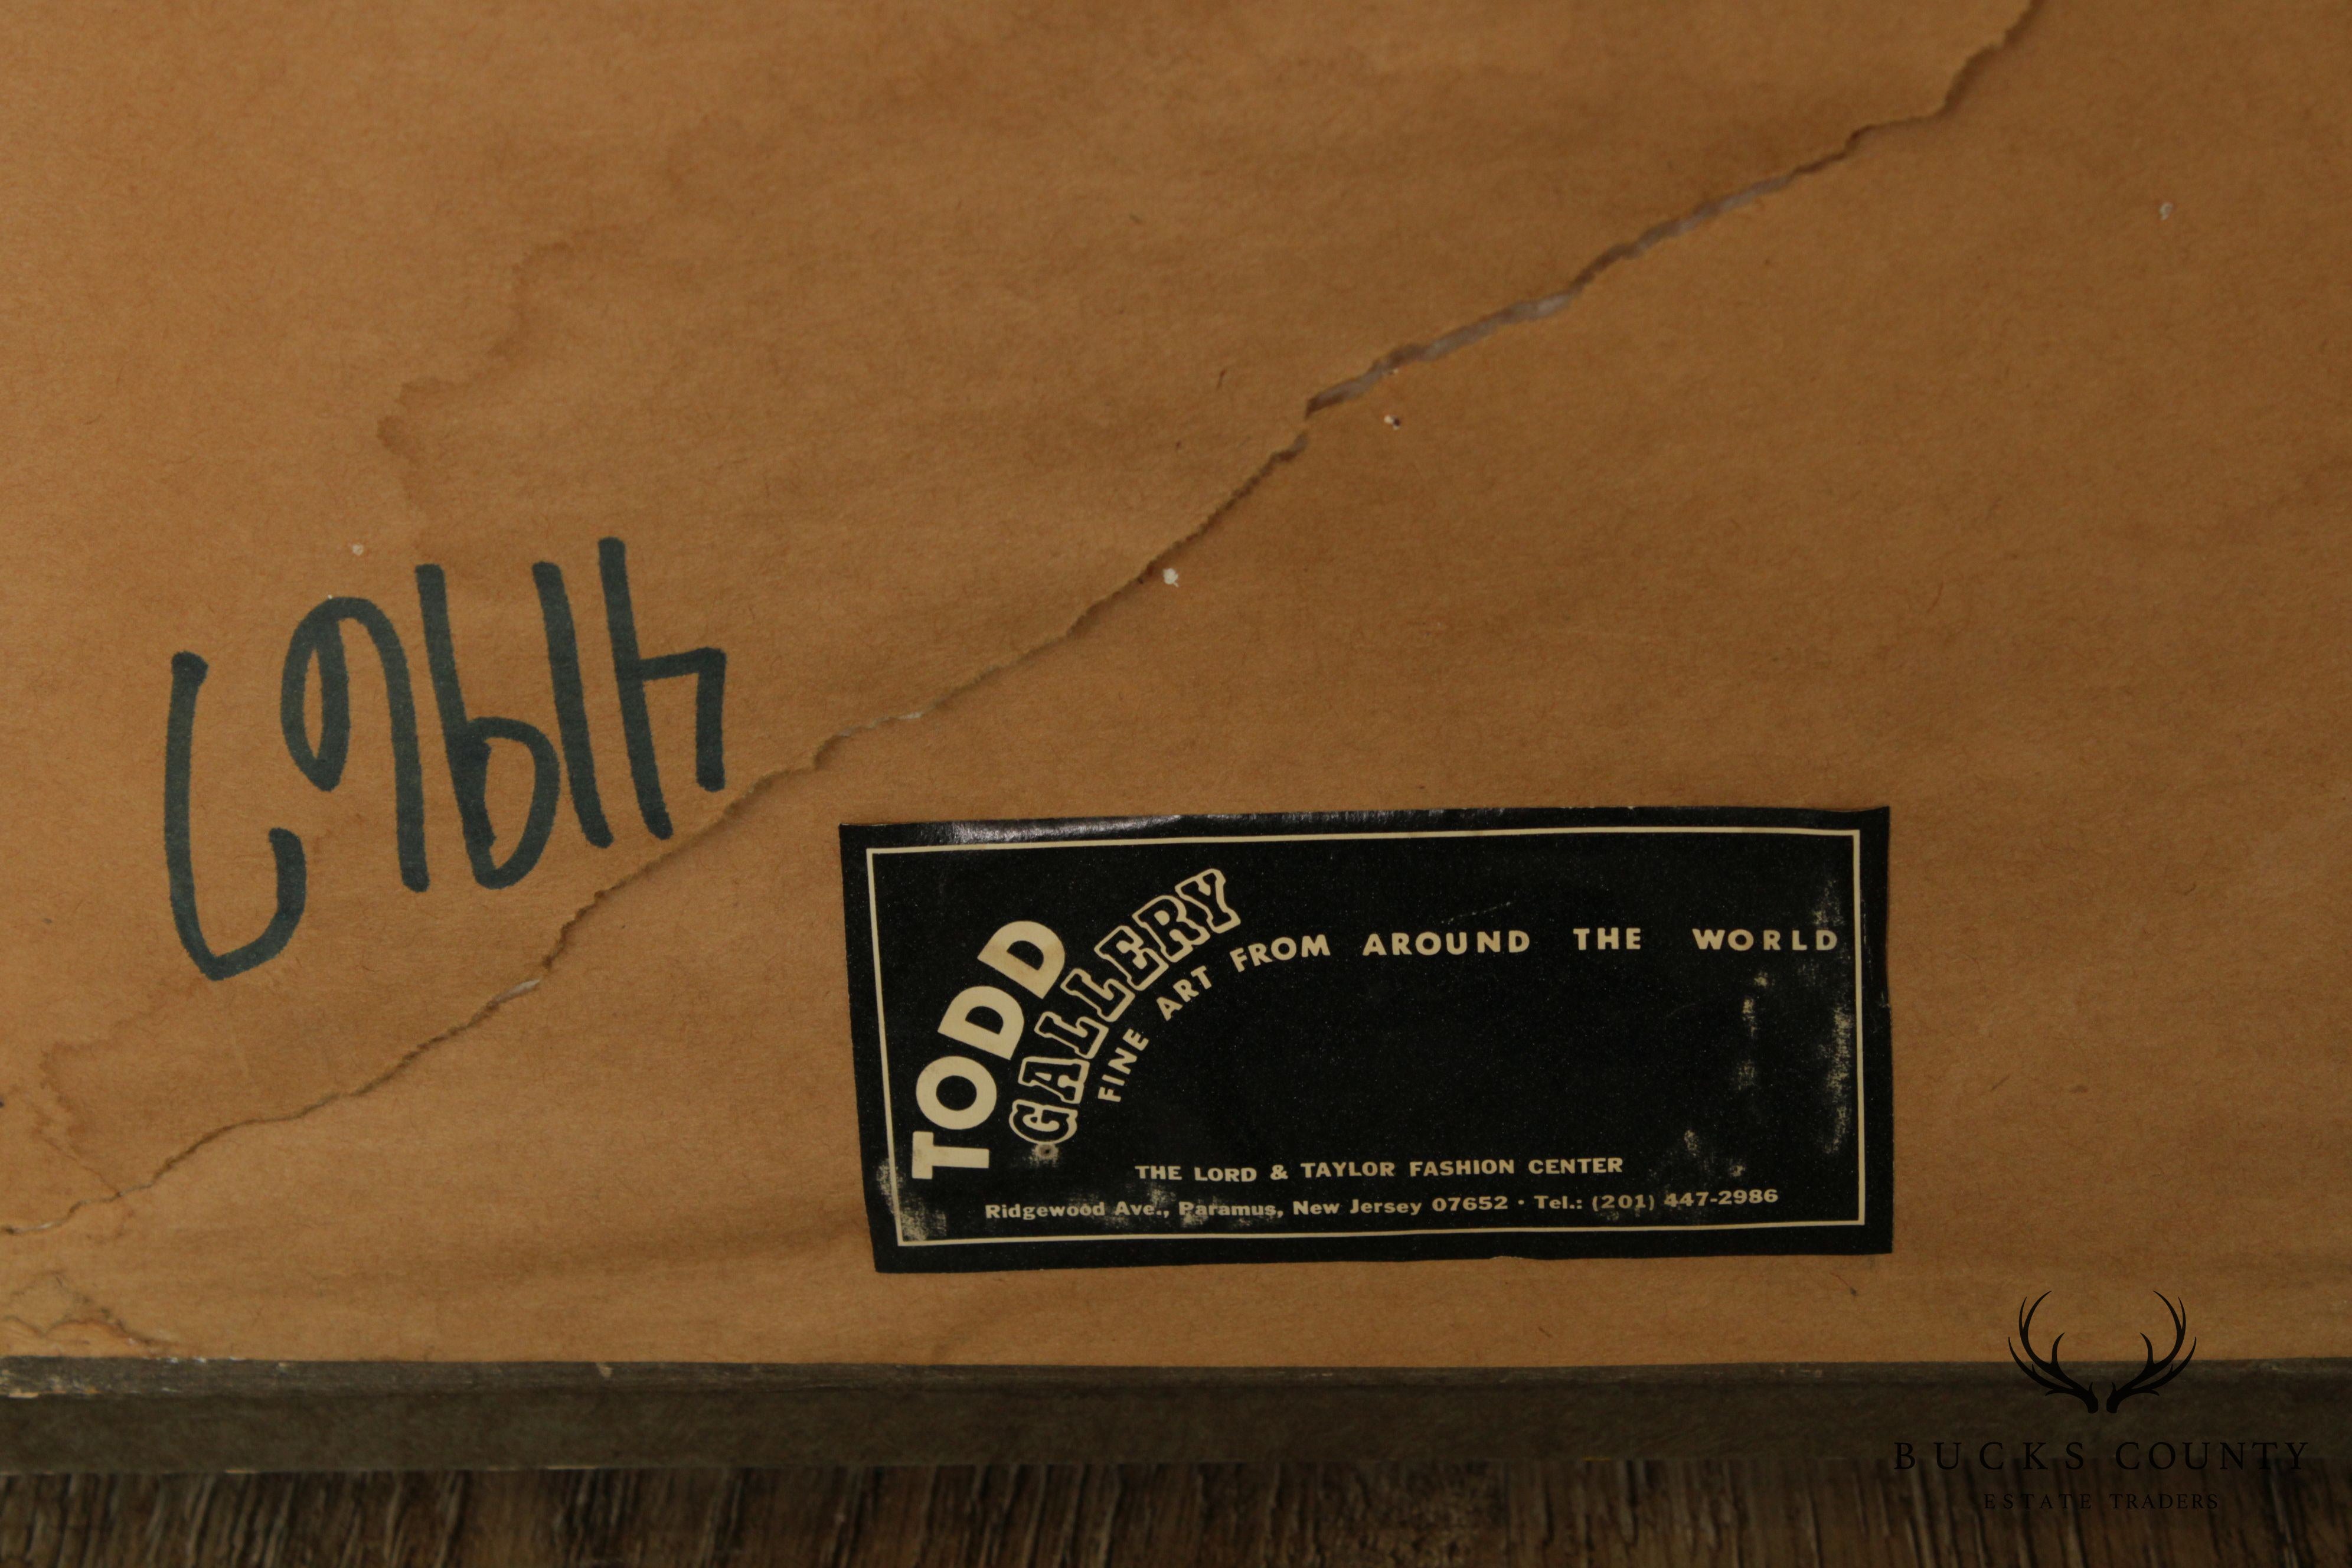 41967
TODD
GALLERY
FINE ART FROM AROUND THE WORLD
THE LORD & TAYLOR FASHION CENTER
Ridgewood Ave., Paramus, New Jersey 07652 • Tel.: (201) 447-2986
BUCKS COUNTY
ESTATE TRADERS